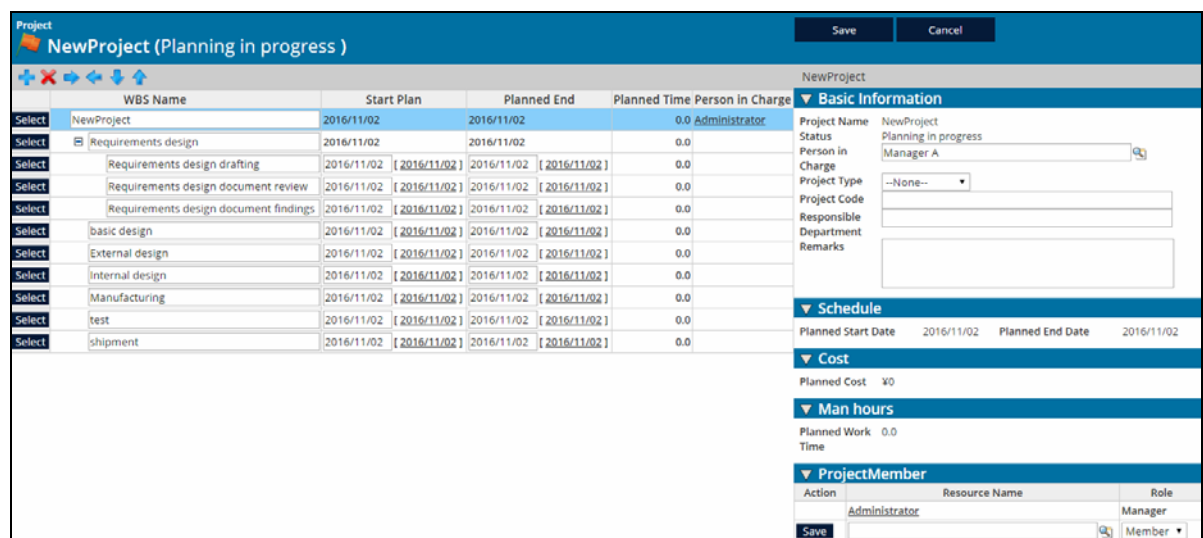 Project
NewProject (Planning in progress )
Save Cancel
NewProject
WBS Name Start Plan Planned End Planned Time Person in Charge
Select NewProject 2016/11/02 2016/11/02 0.0 Administrator
Select Requirements design 2016/11/02 2016/11/02 0.0
Select Requirements design drafting 2016/11/02 [ 2016/11/02 ] 2016/11/02 [ 2016/11/02 ] 0.0
Select Requirements design document review 2016/11/02 [ 2016/11/02 ] 2016/11/02 [ 2016/11/02 ] 0.0
Select Requirements design document findings 2016/11/02 [ 2016/11/02 ] 2016/11/02 [ 2016/11/02 ] 0.0
Select basic design 2016/11/02 [ 2016/11/02 ] 2016/11/02 [ 2016/11/02 ] 0.0
Select External design 2016/11/02 [ 2016/11/02 ] 2016/11/02 [ 2016/11/02 ] 0.0
Select Internal design 2016/11/02 [ 2016/11/02 ] 2016/11/02 [ 2016/11/02 ] 0.0
Select Manufacturing 2016/11/02 [ 2016/11/02 ] 2016/11/02 [ 2016/11/02 ] 0.0
Select test 2016/11/02 [ 2016/11/02 ] 2016/11/02 [ 2016/11/02 ] 0.0
Select shipment 2016/11/02 [ 2016/11/02 ] 2016/11/02 [ 2016/11/02 ] 0.0
Basic Information
Project Name NewProject
Status Planning in progress
Person in Manager A
Charge
Project Type --None--
Project Code
Responsible
Department
Remarks
Schedule
Planned Start Date 2016/11/02 Planned End Date 2016/11/02
Cost
Planned Cost ¥0
Man hours
Planned Work 0.0
Time
ProjectMember
Action Resource Name Role
Administrator Manager
Save Member